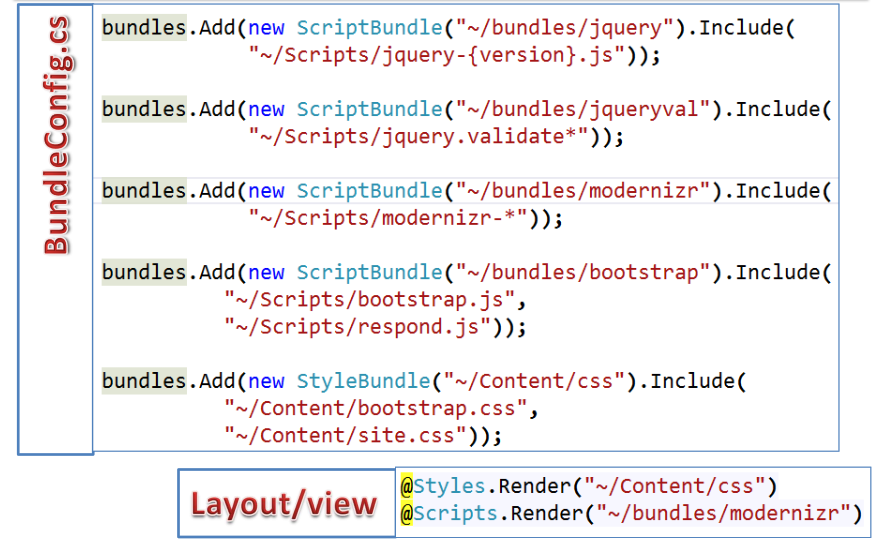 BundleConfig.cs
bundles.Add(new ScriptBundle("~/bundles/jquery").Include(
"~/Scripts/jquery-{version}.js"));
bundles.Add(new ScriptBundle("~/bundles/jqueryval").Include(
"~/Scripts/jquery.validate*"));
bundles.Add(new ScriptBundle("~/bundles/modernizr").Include(
"~/Scripts/modernizr-*"));
bundles.Add(new ScriptBundle("~/bundles/bootstrap").Include(
"~/Scripts/bootstrap.js",
"~/Scripts/respond.js"));
bundles.Add(new StyleBundle("~/Content/css").Include(
"~/Content/bootstrap.css",
"~/Content/site.css"));
Layout/view
@Styles.Render("~/Content/css")
@Scripts.Render("~/bundles/modernizr")